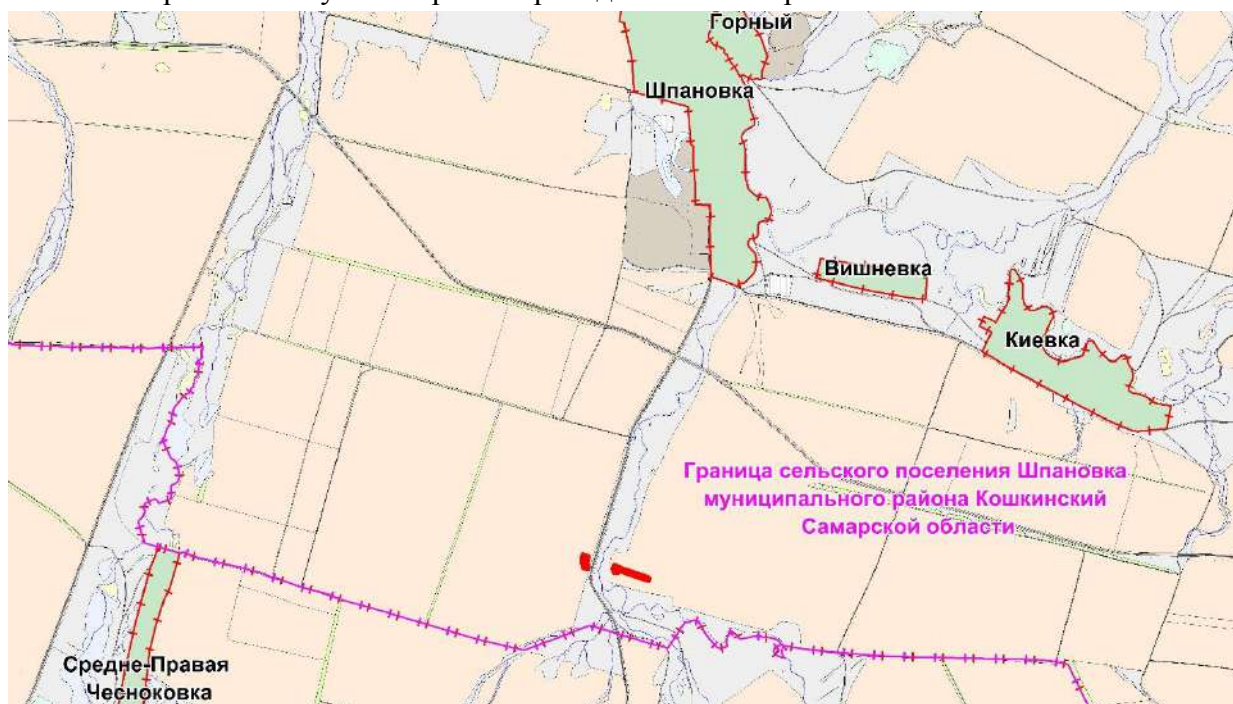 Горный
Шпановка
Вишневка
Киевка
Граница сельского поселения Шпановка
муниципального района Кошкинский
Самарской области
Средне-Правая
Чесноковка